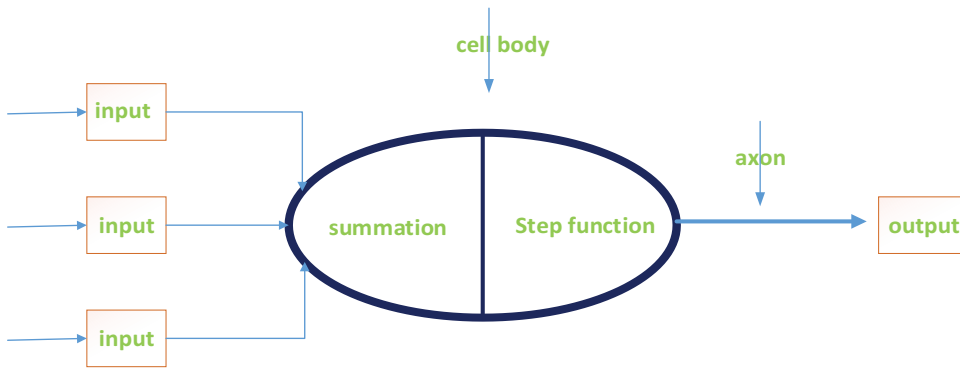 cell body
input
axon
input
summation
Step function
output
input